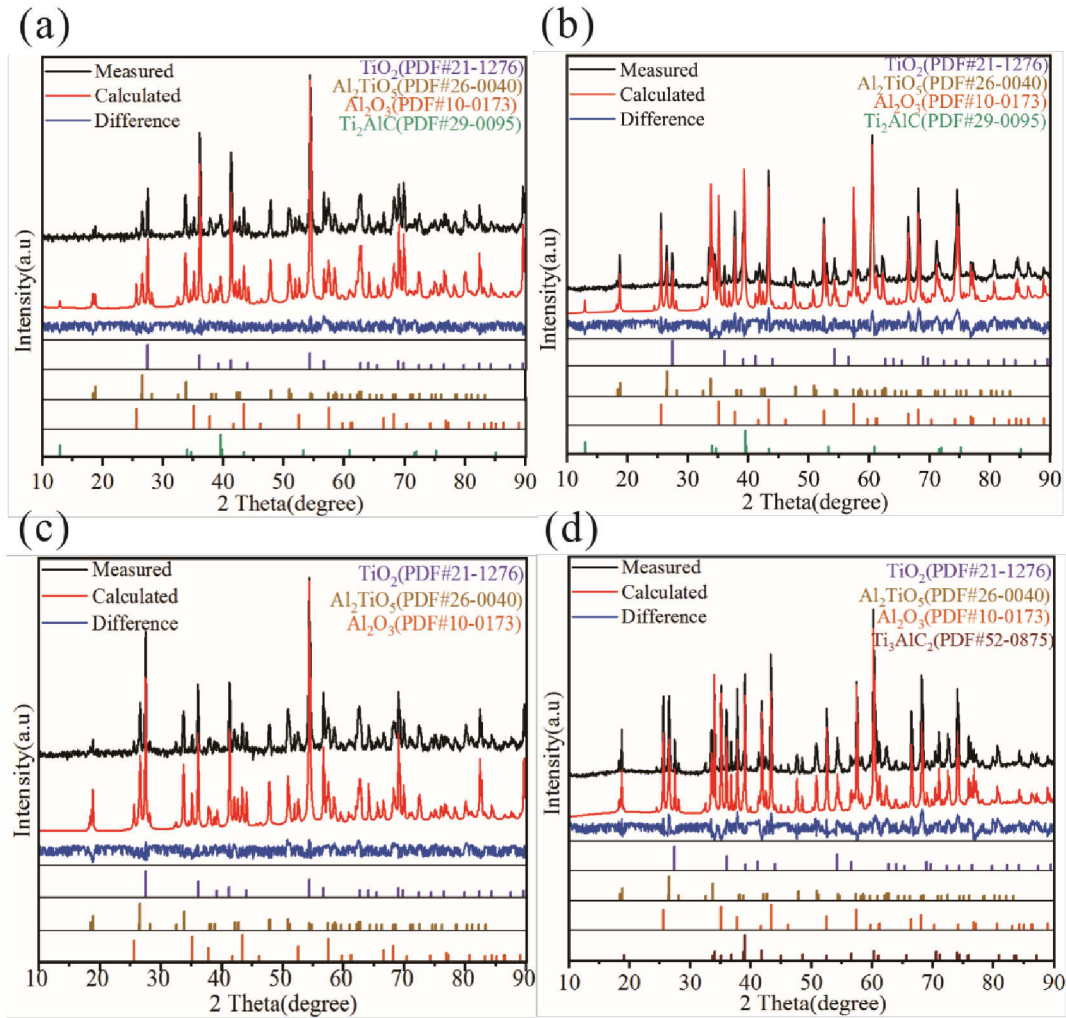 (a)
Measured
Calculated
Difference
TiO₂(PDF#21-1276)
Al₂TiO₅(PDF#26-0040)
Al₂O₃(PDF#10-0173)
Ti₂AlC(PDF#29-0095)
Intensity(a.u)
10 20 30 40 50 60 70 80 90
2 Theta(degree)
(b)
Measured
Calculated
Difference
TiO₂(PDF#21-1276)
Al₂TiO₅(PDF#26-0040)
Al₂O₃(PDF#10-0173)
Ti₂AlC(PDF#29-0095)
Intensity(a.u)
10 20 30 40 50 60 70 80 90
2 Theta(degree)
(c)
Measured
Calculated
Difference
TiO₂(PDF#21-1276)
Al₂TiO₅(PDF#26-0040)
Al₂O₃(PDF#10-0173)
Intensity(a.u)
10 20 30 40 50 60 70 80 90
2 Theta(degree)
(d)
Measured
Calculated
Difference
TiO₂(PDF#21-1276)
Al₂TiO₅(PDF#26-0040)
Al₂O₃(PDF#10-0173)
Ti₃AlC₂(PDF#52-0875)
Intensity(a.u)
10 20 30 40 50 60 70 80 90
2 Theta(degree)